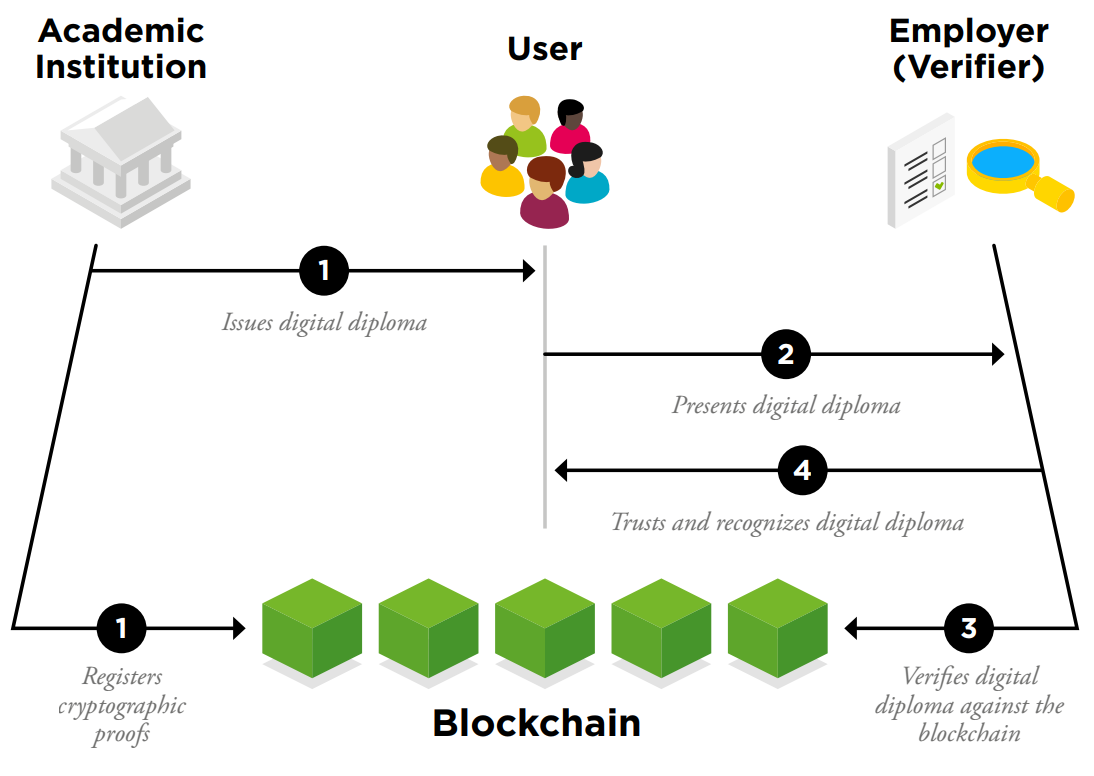 Academic
Institution
User
Employer
(Verifier)
1
Issues digital diploma
2
Presents digital diploma
4
Trusts and recognizes digital diploma
1
Registers
cryptographic
proofs
3
Verifies digital
diploma against the
blockchain
Blockchain